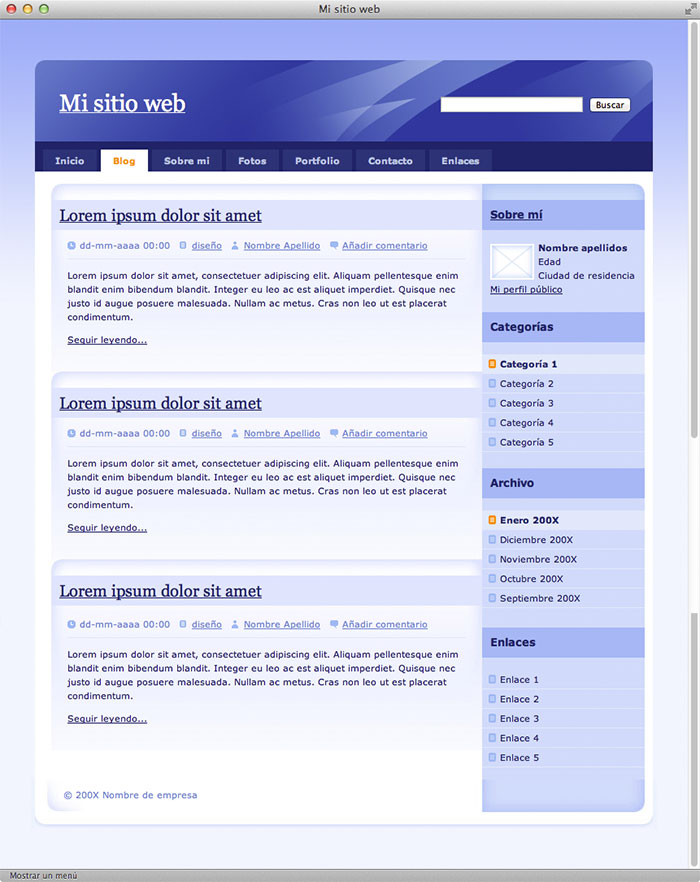 Mi sitio web
Mi sitio web
Buscar
Inicio Blog Sobre mi Fotos Portfolio Contacto Enlaces
Lorem ipsum dolor sit amet
dd-mm-aaaa 00:00 diseño Nombre Apellido Añadir comentario
Lorem ipsum dolor sit amet, consectetuer adipiscing elit. Aliquam pellentesque enim
blandit enim bibendum blandit. Integer eu leo ac est aliquet imperdiet. Quisque nec
justo id augue posuere malesuada. Nullam ac metus. Cras non leo ut est placerat
condimentum.
Seguir leyendo...
Lorem ipsum dolor sit amet
dd-mm-aaaa 00:00 diseño Nombre Apellido Añadir comentario
Lorem ipsum dolor sit amet, consectetuer adipiscing elit. Aliquam pellentesque enim
blandit enim bibendum blandit. Integer eu leo ac est aliquet imperdiet. Quisque nec
justo id augue posuere malesuada. Nullam ac metus. Cras non leo ut est placerat
condimentum.
Seguir leyendo...
Lorem ipsum dolor sit amet
dd-mm-aaaa 00:00 diseño Nombre Apellido Añadir comentario
Lorem ipsum dolor sit amet, consectetuer adipiscing elit. Aliquam pellentesque enim
blandit enim bibendum blandit. Integer eu leo ac est aliquet imperdiet. Quisque nec
justo id augue posuere malesuada. Nullam ac metus. Cras non leo ut est placerat
condimentum.
Seguir leyendo...
Sobre mí
Nombre apellidos
Edad
Ciudad de residencia
Mi perfil público
Categorías
Categoría 1
Categoría 2
Categoría 3
Categoría 4
Categoría 5
Archivo
Enero 200X
Diciembre 200X
Noviembre 200X
Octubre 200X
Septiembre 200X
Enlaces
Enlace 1
Enlace 2
Enlace 3
Enlace 4
Enlace 5
© 200X Nombre de empresa
Mostrar un menú